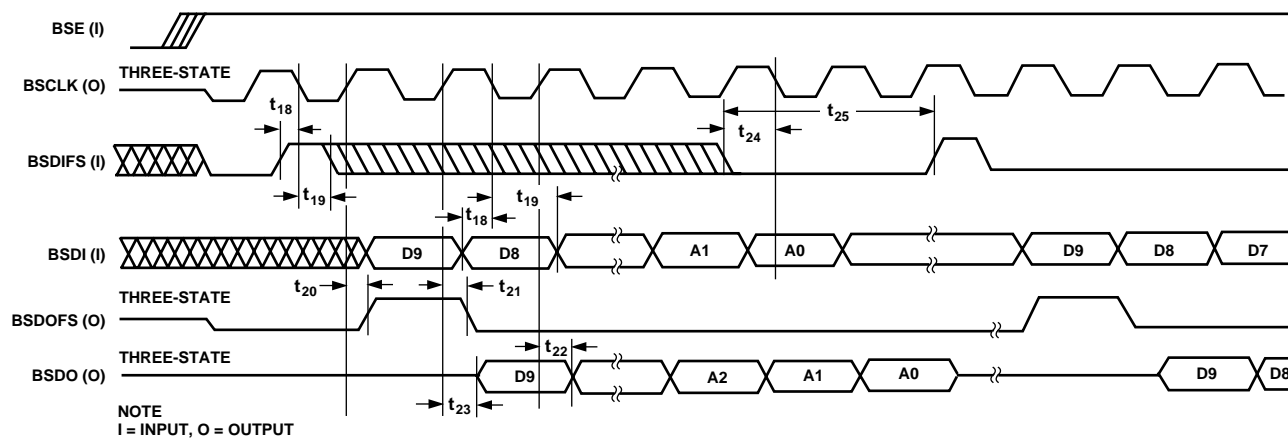 BSE (I)
THREE-STATE
BSCLK (O)
t18
t24
t25
BSDIFS (I)
t19
t18
t19
BSDI (I)
D9
D8
A1
A0
D9
D8
D7
THREE-STATE
t20
t21
BSDOFS (O)
THREE-STATE
t22
BSDO (O)
D9
A2
A1
A0
D9
D8
t23
NOTE
I = INPUT, O = OUTPUT